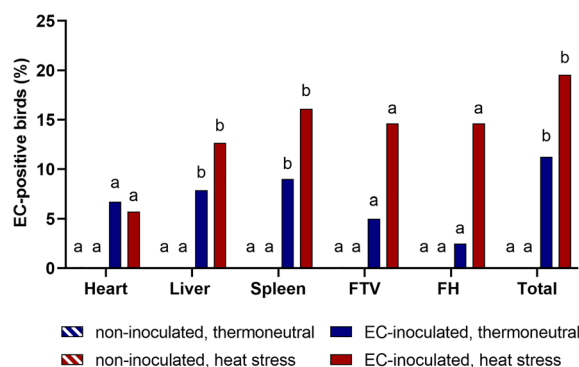 EC-positive birds (%)
25
20
15
10
5
0
a a a a
a a b b
a a b b
a a a a
a a a a
a a b b
Heart Liver Spleen FTV FH Total
non-inoculated, thermoneutral EC-inoculated, thermoneutral
non-inoculated, heat stress EC-inoculated, heat stress